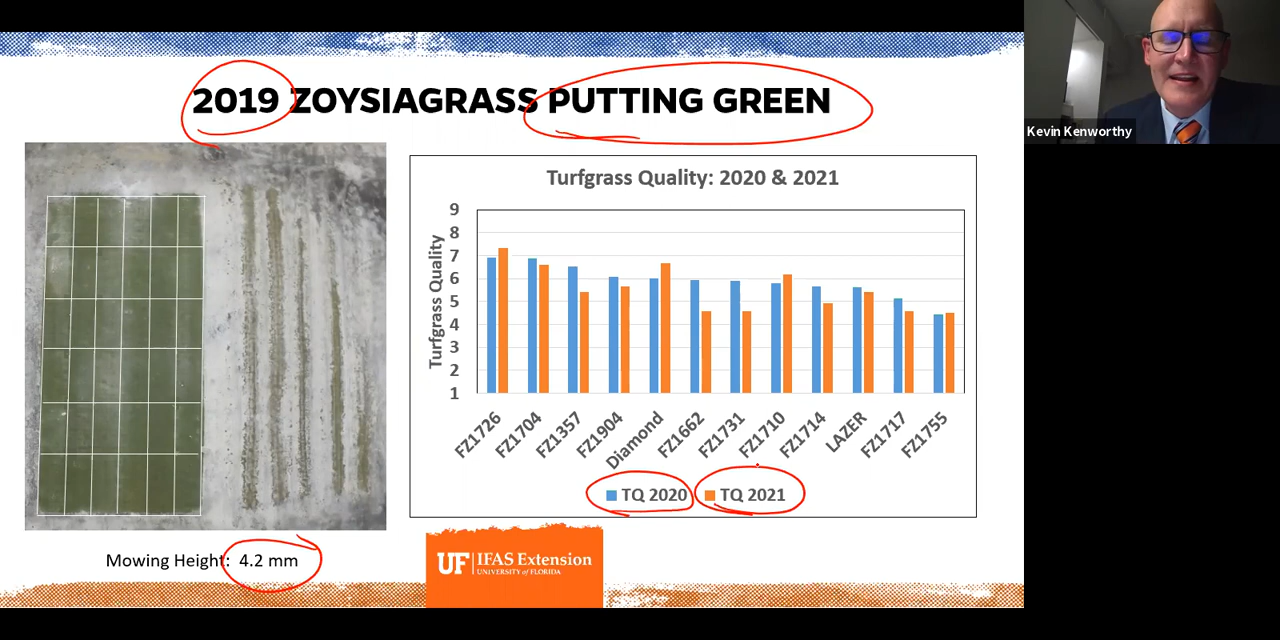 2019 ZOYSIAGRASS PUTTING GREEN
Kevin Kenworthy
Turfgrass Quality: 2020 & 2021
Turfgrass Quality
9
8
7
6
5
4
3
2
1
FZ1726
FZ1704
FZ1357
FZ1904
Diamond
FZ1662
FZ1731
FZ1710
FZ1714
LAZER
FZ1717
FZ1755
TQ 2020 TQ 2021
Mowing Height: 4.2 mm
UF IFAS Extension
UNIVERSITY of FLORIDA